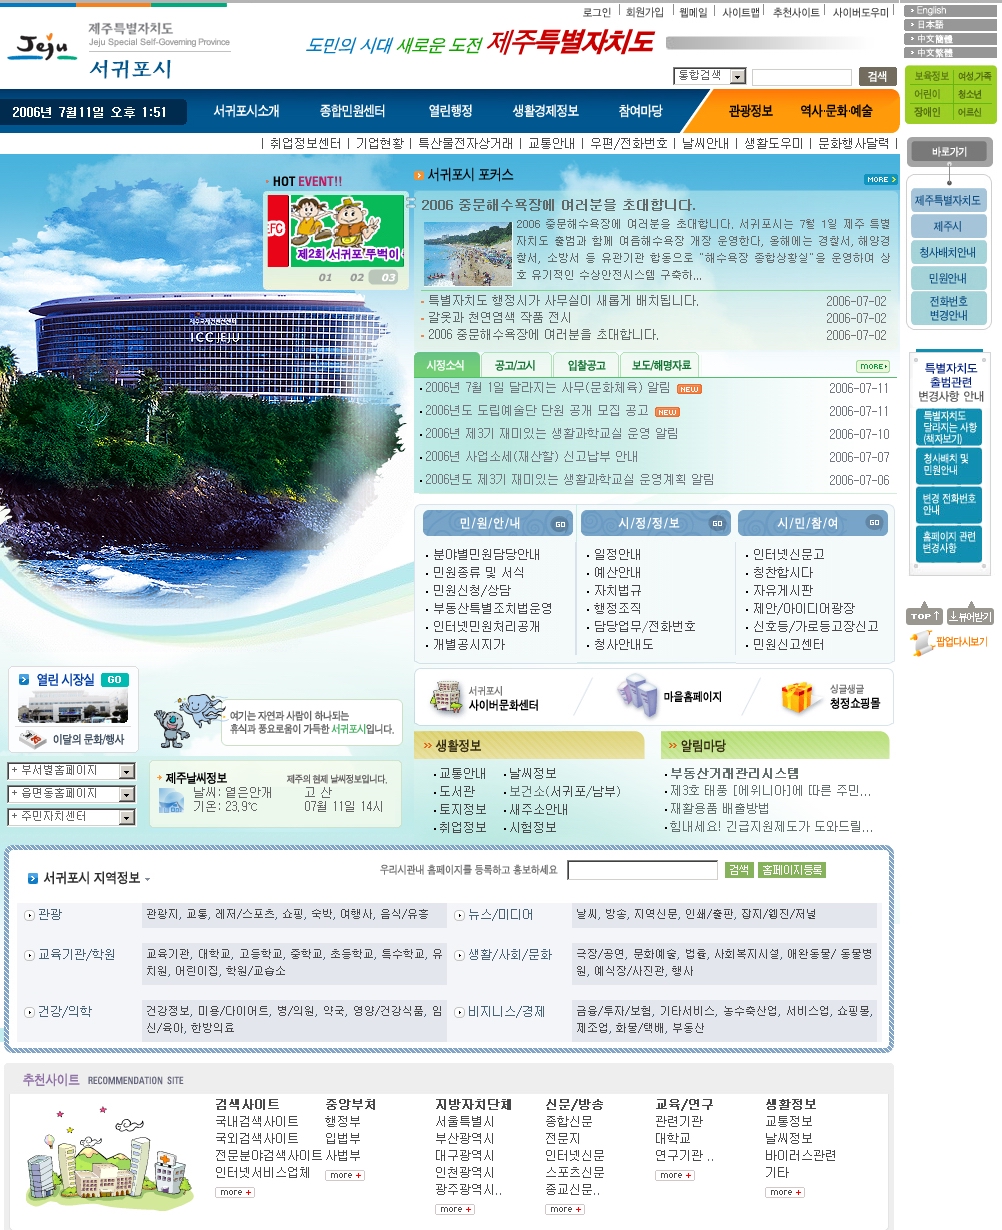 로그인 | 회원가입 | 웹메일 | 사이트맵 | 추천사이트 | 사이버도우미
English
日本語
中文簡體
中文繁體
Jeju 제주특별자치도
Jeju Special Self-Governing Province
서귀포시
도민의 시대 새로운 도전 제주특별자치도
통합검색 검색
2006년 7월11일 오후 1:51
서귀포시소개 종합민원센터 열린행정 생활경제정보 참여마당 관광정보 역사·문화·예술
| 취업정보센터 | 기업현황 | 특산물전자상거래 | 교통안내 | 우편/전화번호 | 날씨안내 | 생활도우미 | 문화행사달력 |
보육정보 여성,가족
어린이 청소년
장애인 어르신
바로가기
제주특별자치도
제주시
청사배치안내
민원안내
전화번호
변경안내
특별자치도
출범관련
변경사항 안내
특별자치도
달라지는 사항
(책자보기)
청사배치 및
민원안내
변경 전화번호
안내
홈페이지 관련
변경사항
TOP↑ 뷰어받기
팝업다시보기
HOT EVENT!!
FC
제2회 서귀포 뚜벅이
01 02 03
제주국제컨벤션센터
ICC JEJU
서귀포시 포커스
MORE
2006 중문해수욕장에 여러분을 초대합니다.
2006 중문해수욕장에 여러분을 초대합니다. 서귀포시는 7월 1일 제주 특별
자치도 출범과 함께 여름해수욕장 개장 운영한다, 올해에는 경찰서, 해양경
찰서, 소방서 등 유관기관 합동으로 "해수욕장 종합상황실"을 운영하여 상
호 유기적인 수상안전시스템 구축하...
특별자치도 행정시가 사무실이 새롭게 배치됩니다. 2006-07-02
갈옷과 천연염색 작품 전시 2006-07-02
2006 중문해수욕장에 여러분을 초대합니다. 2006-07-02
시정소식 공고/고시 입찰공고 보도/해명자료 MORE
2006년 7월 1일 달라지는 사무(문화체육) 알림 NEW 2006-07-11
2006년도 도립예술단 단원 공개 모집 공고 NEW 2006-07-11
2006년 제3기 재미있는 생활과학교실 운영 알림 2006-07-10
2006년 사업소세(재산할) 신고납부 안내 2006-07-07
2006년도 제3기 재미있는 생활과학교실 운영계획 알림 2006-07-06
민/원/안/내 GO
분야별민원담당안내
민원종류 및 서식
민원신청/상담
부동산특별조치법운영
인터넷민원처리공개
개별공시지가
시/정/정/보 GO
일정안내
예산안내
자치법규
행정조직
담당업무/전화번호
청사안내도
시/민/참/여 GO
인터넷신문고
칭찬합시다
자유게시판
제안/아이디어광장
신호등/가로등고장신고
민원신고센터
열린 시장실 GO
이달의 문화/행사
+ 부서별홈페이지
+ 읍면동홈페이지
+ 주민자치센터
여기는 자연과 사람이 하나되는
휴식과 풍요로움이 가득한 서귀포시입니다.
제주날씨정보 제주의 현재 날씨정보입니다.
날씨: 옅은안개 고 산
기온: 23,9℃ 07월 11일 14시
GO
서귀포시
사이버문화센터
마을홈페이지
싱글생글
청정쇼핑몰
생활정보
교통안내 날씨정보
도서관 보건소(서귀포/남부)
토지정보 새주소안내
취업정보 시험정보
알림마당
부동산거래관리시스템
제3호 태풍 [에위니아]에 따른 주민...
재활용품 배출방법
힘내세요! 긴급지원제도가 도와드릴...
서귀포시 지역정보
우리시관내 홈페이지를 등록하고 홍보하세요 검색 홈페이지등록
관광 관광지, 교통, 레저/스포츠, 쇼핑, 숙박, 여행사, 음식/유흥
뉴스/미디어 날씨, 방송, 지역신문, 인쇄/출판, 잡지/웹진/저널
교육기관/학원 교육기관, 대학교, 고등학교, 중학교, 초등학교, 특수학교, 유
치원, 어린이집, 학원/교습소
생활/사회/문화 극장/공연, 문화예술, 법률, 사회복지시설, 애완동물/ 동물병
원, 예식장/사진관, 행사
건강/의학 건강정보, 미용/다이어트, 병/의원, 약국, 영양/건강식품, 임
신/육아, 한방의료
비지니스/경제 금융/투자/보험, 기타서비스, 농수축산업, 서비스업, 쇼핑몰,
제조업, 화물/택배, 부동산
추천사이트 RECOMMENDATION SITE
검색사이트
국내검색사이트
국외검색사이트
전문분야검색사이트
인터넷서비스업체
more +
중앙부처
행정부
입법부
사법부
more +
지방자치단체
서울특별시
부산광역시
대구광역시
인천광역시
광주광역시..
more +
신문/방송
종합신문
전문지
인터넷신문
스포츠신문
종교신문..
more +
교육/연구
관련기관
대학교
연구기관 ..
more +
생활정보
교통정보
날씨정보
바이러스관련
기타
more +